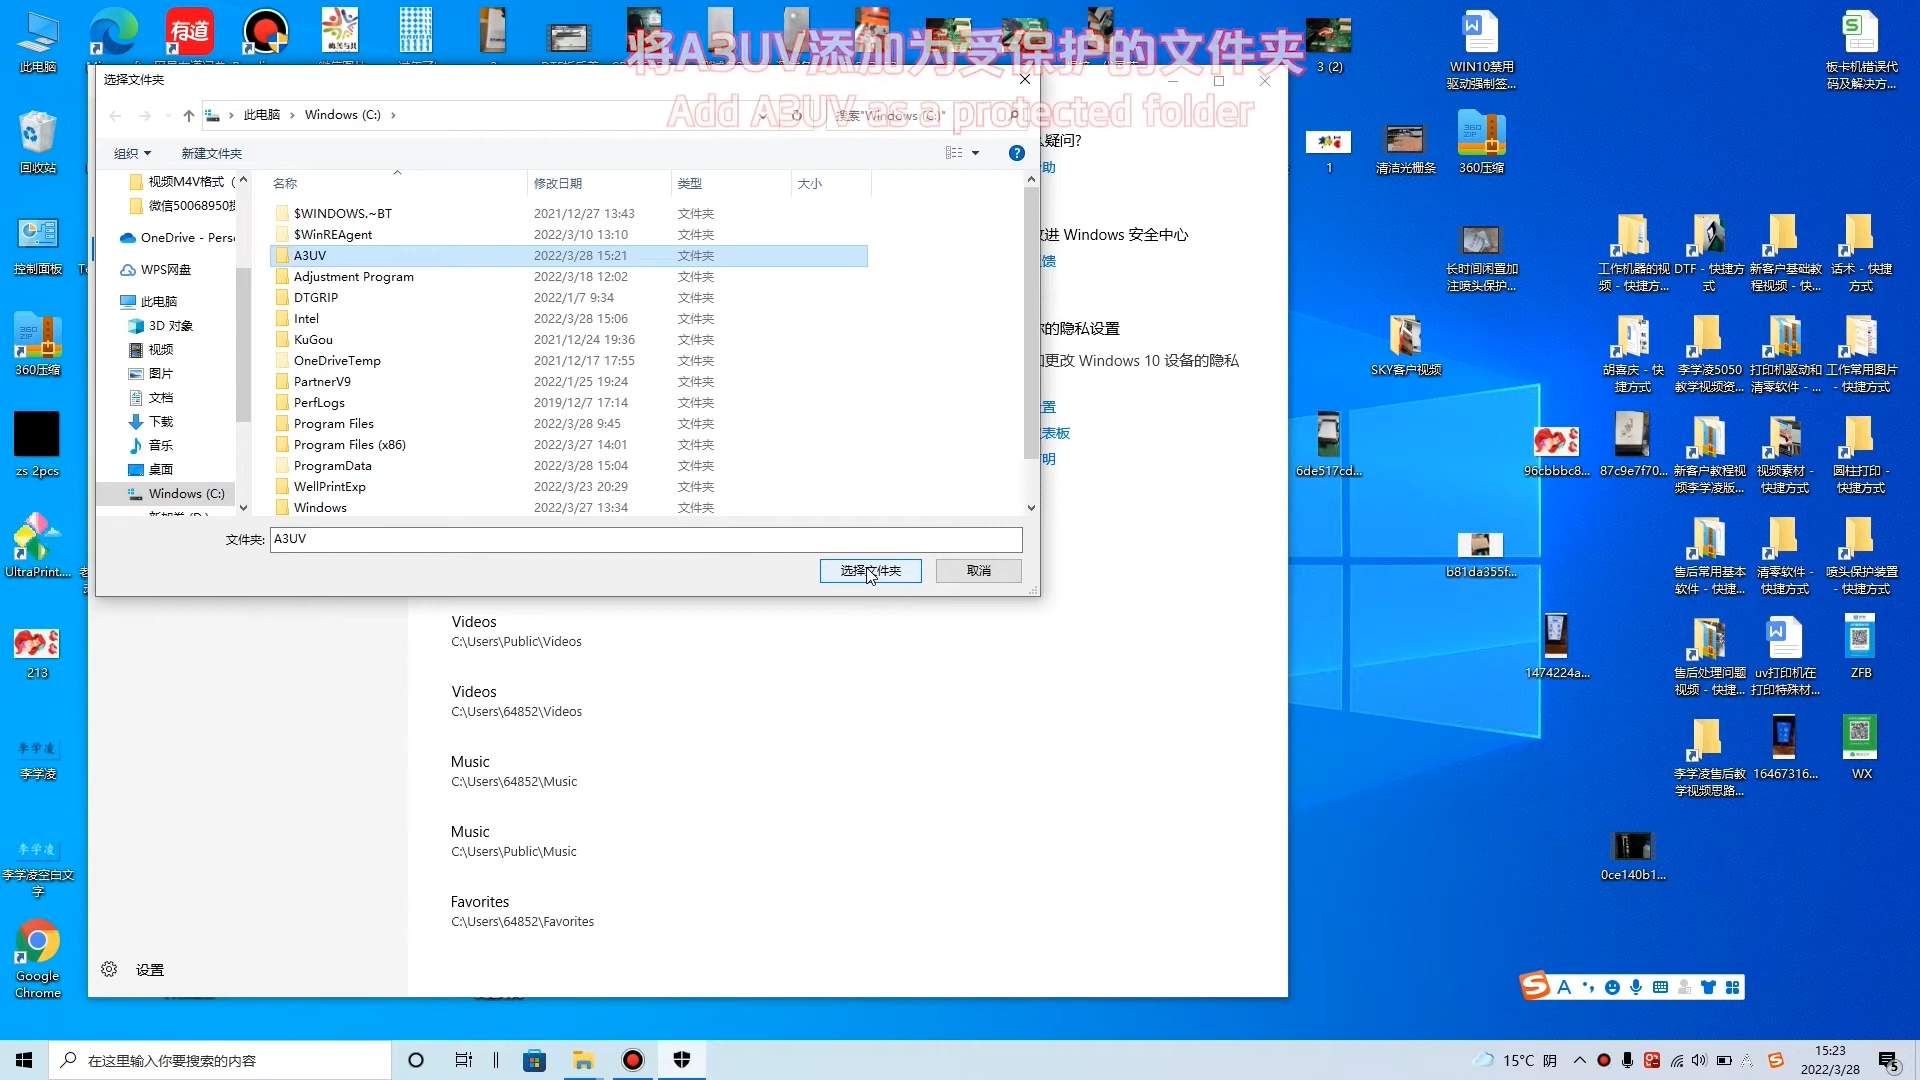 将A3UV添加为受保护的文件夹
Add A3UV as a protected folder
选择文件夹
此电脑 › Windows (C:) ›
搜索"Windows (C:)"
组织
新建文件夹
名称
修改日期
类型
大小
视频M4V格式
OneDrive - Pers
WPS网盘
此电脑
3D 对象
视频
图片
文档
下载
音乐
桌面
Windows (C:)
$WINDOWS.~BT 2021/12/27 13:43 文件夹
$WinREAgent 2022/3/10 13:10 文件夹
A3UV 2022/3/28 15:21 文件夹
Adjustment Program 2022/3/18 12:02 文件夹
DTGRIP 2022/1/7 9:34 文件夹
Intel 2022/3/28 15:06 文件夹
KuGou 2021/12/24 19:36 文件夹
OneDriveTemp 2021/12/17 17:55 文件夹
PartnerV9 2022/1/25 19:24 文件夹
PerfLogs 2019/12/7 17:14 文件夹
Program Files 2022/3/28 9:45 文件夹
Program Files (x86) 2022/3/27 14:01 文件夹
ProgramData 2022/3/28 15:04 文件夹
WellPrintExp 2022/3/23 20:29 文件夹
Windows 2022/3/27 13:34 文件夹
文件夹: A3UV
选择文件夹
取消
疑问?
助
进 Windows 安全中心
馈
的隐私设置
更改 Windows 10 设备的隐私
置
表板
明
Videos
C:\Users\Public\Videos
Videos
C:\Users\64852\Videos
Music
C:\Users\64852\Music
Music
C:\Users\Public\Music
Favorites
C:\Users\64852\Favorites
设置
此电脑
回收站
控制面板
360压缩
zs 2pcs
UltraPrint....
213
李学凌
李学凌
李学凌
李学凌空白文
字
Google
Chrome
有道
3 (2)
WIN10禁用
驱动强制签...
板卡机错误代
码及解决方...
1
清洁光栅条
360压缩
长时间闲置加
注喷头保护...
工作机器的视
频 - 快捷方...
DTF - 快捷方
式
新客户基础教
程视频 - 快...
话术 - 快捷
方式
SKY客户视频
胡喜庆 - 快
捷方式
李学凌5050
教学视频资...
打印机驱动和
清零软件 - ...
工作常用图片
- 快捷方式
6de517cd...
96cbbbc8...
87c9e7f70...
新客户教程视
频李学凌版...
视频素材 -
快捷方式
圆柱打印 -
快捷方式
b81da355f...
售后常用基本
软件 - 快捷...
清零软件 -
快捷方式
喷头保护装置
- 快捷方式
1474224a...
售后处理问题
视频 - 快捷...
uv打印机在
打印特殊材...
ZFB
李学凌售后教
学视频思路...
16467316...
WX
0ce140b1...
在这里输入你要搜索的内容
15°C 阴
15:23
2022/3/28
5